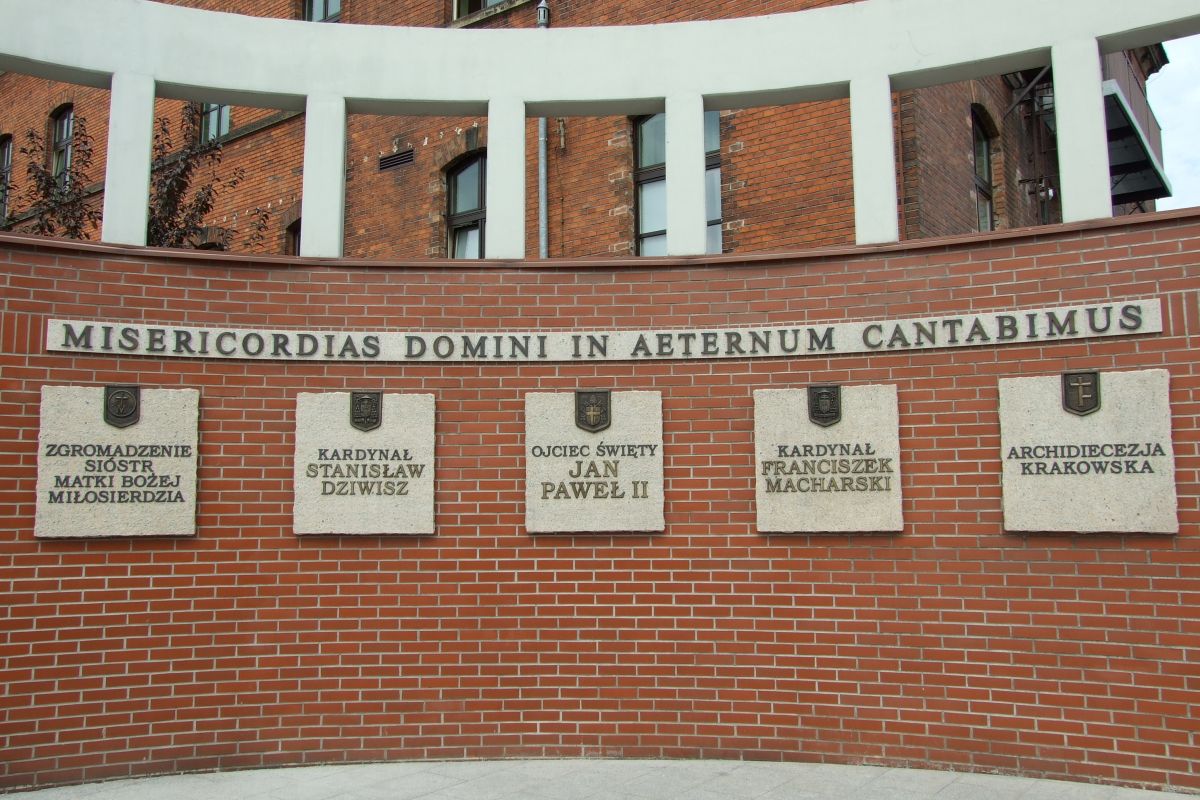 MISERICORDIAS DOMINI IN AETERNUM CANTABIMUS
ZGROMADZENIE
SIÓSTR
MATKI BOŻEJ
MIŁOSIERDZIA
KARDYNAŁ
STANISŁAW
DZIWISZ
OJCIEC ŚWIĘTY
JAN
PAWEŁ II
KARDYNAŁ
FRANCISZEK
MACHARSKI
ARCHIDIECEZJA
KRAKOWSKA